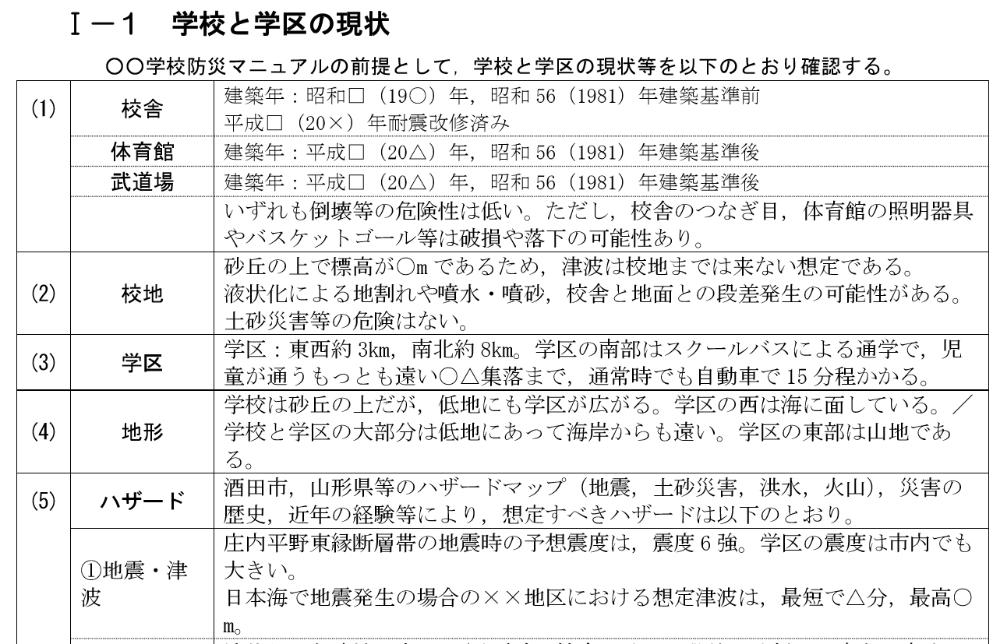 Ⅰ－１　学校と学区の現状
〇〇学校防災マニュアルの前提として，学校と学区の現状等を以下のとおり確認する。
(1)
校舎
建築年：昭和□（19〇）年，昭和 56（1981）年建築基準前
平成□（20×）年耐震改修済み
体育館
建築年：平成□（20△）年，昭和 56（1981）年建築基準後
武道場
建築年：平成□（20△）年，昭和 56（1981）年建築基準後
いずれも倒壊等の危険性は低い。ただし，校舎のつなぎ目，体育館の照明器具
やバスケットゴール等は破損や落下の可能性あり。
(2)
校地
砂丘の上で標高が〇m であるため，津波は校地までは来ない想定である。
液状化による地割れや噴水・噴砂，校舎と地面との段差発生の可能性がある。
土砂災害等の危険はない。
(3)
学区
学区：東西約 3km，南北約 8km。学区の南部はスクールバスによる通学で，児
童が通うもっとも遠い〇△集落まで，通常時でも自動車で 15 分程かかる。
(4)
地形
学校は砂丘の上だが，低地にも学区が広がる。学区の西は海に面している。／
学校と学区の大部分は低地にあって海岸からも遠い。学区の東部は山地であ
る。
(5)
ハザード
酒田市，山形県等のハザードマップ（地震，土砂災害，洪水，火山），災害の
歴史，近年の経験等により，想定すべきハザードは以下のとおり。
①地震・津
波
庄内平野東縁断層帯の地震時の予想震度は，震度 6 強。学区の震度は市内でも
大きい。
日本海で地震発生の場合の××地区における想定津波は，最短で△分，最高〇
m。